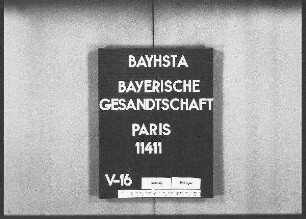 BAYHSTA
BAYERISCHE
GESANDTSCHAFT
PARIS
11411
V-16